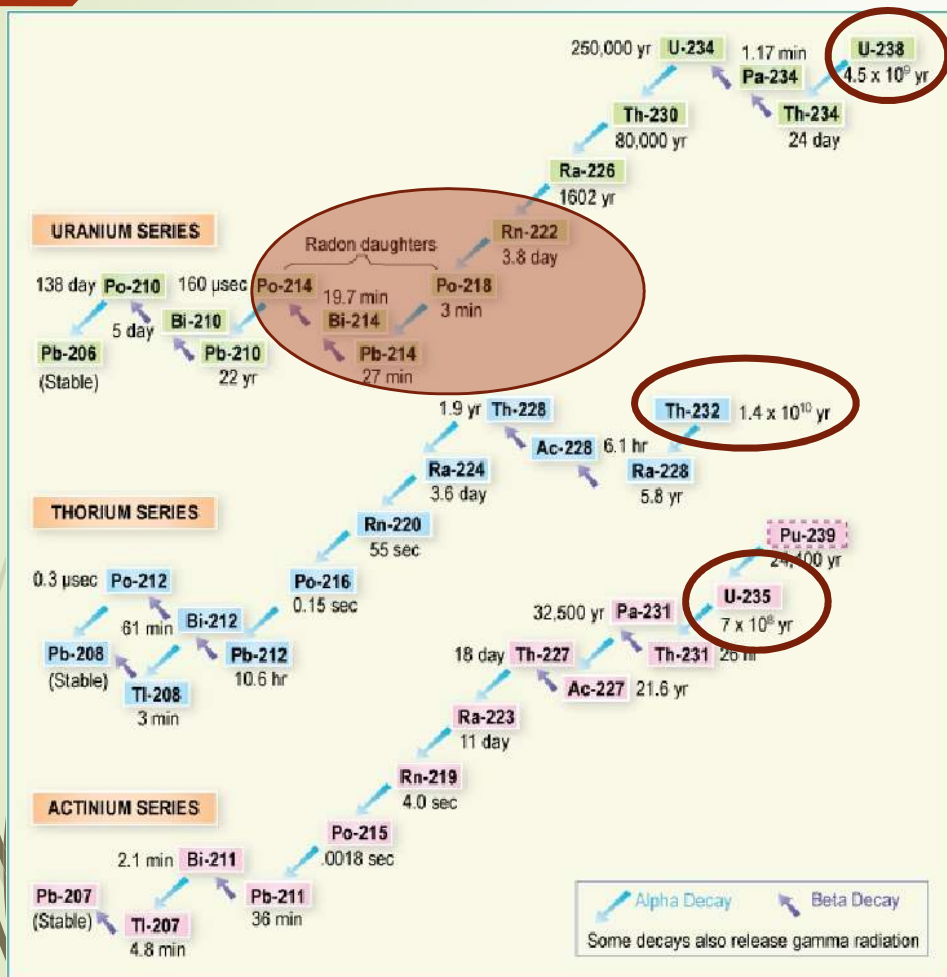 250,000 yr U-234 1.17 min U-238
Pa-234 4.5 x 10⁹ yr
Th-230 Th-234
80,000 yr 24 day
Ra-226
1602 yr
URANIUM SERIES Rn-222
Radon daughters 3.8 day
138 day Po-210 160 µsec Po-214 Po-218
19.7 min 3 min
5 day Bi-210 Bi-214
Pb-206 Pb-210 Pb-214
(Stable) 22 yr 27 min
1.9 yr Th-228 Th-232 1.4 x 10¹⁰ yr
Ac-228 6.1 hr
Ra-224 Ra-228
3.6 day 5.8 yr
THORIUM SERIES
Rn-220
55 sec
Pu-239
24,400 yr
0.3 µsec Po-212 Po-216
0.15 sec
U-235
32,500 yr Pa-231 7 x 10⁸ yr
61 min Bi-212
Pb-208 Pb-212 18 day Th-227 Th-231 26 hr
(Stable) 10.6 hr
Tl-208 Ac-227 21.6 yr
3 min
Ra-223
11 day
Rn-219
4.0 sec
ACTINIUM SERIES
Po-215
.0018 sec
2.1 min Bi-211
Pb-207 Pb-211
(Stable) 36 min
Tl-207
4.8 min
Alpha Decay Beta Decay
Some decays also release gamma radiation